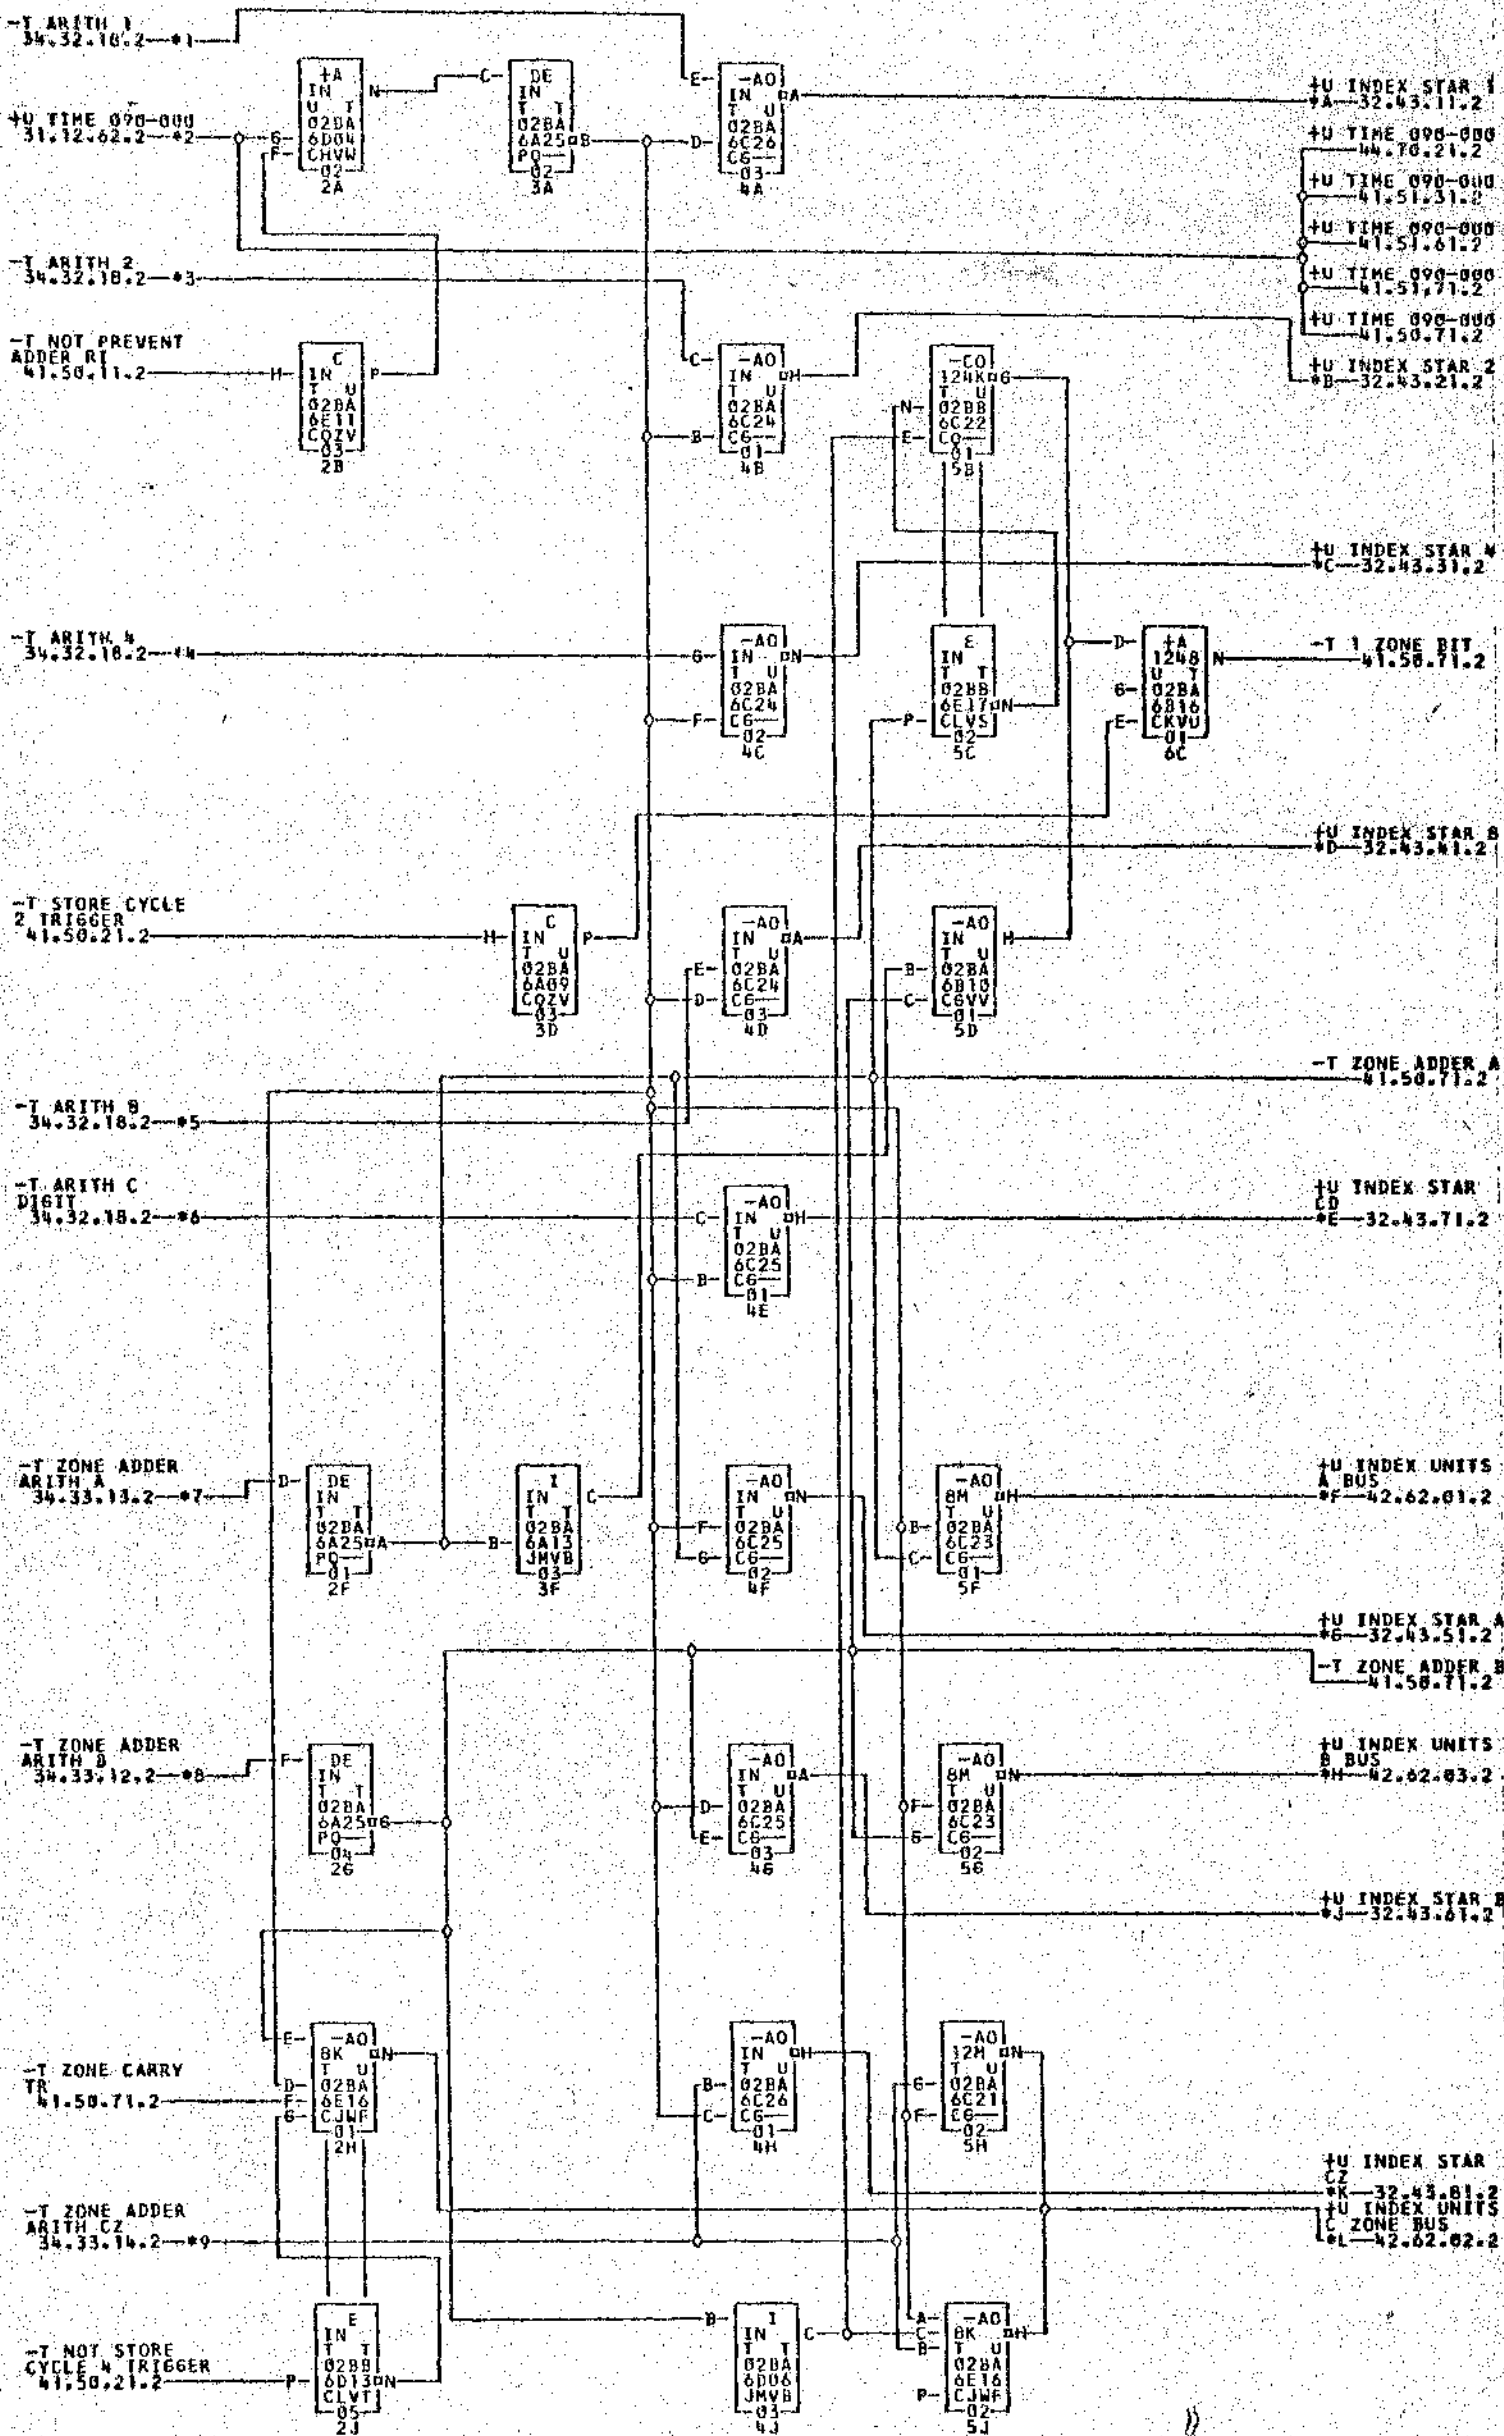 -T ARITH 1
34.32.18.2—*1
+A
IN N
U T
02BA
G- 6D04
F- CHVW
02
2A
C- DE
IN
T T
02BA
6A25 B
PQ—
02
3A
E- -AO
IN A
T U
02BA
D- 6C26
CG—
03
4A
+U INDEX STAR 1
*A—32.43.11.2
+U TIME 090-000
31.12.62.2—*2
+U TIME 090-000
44.10.21.2
+U TIME 090-000
41.51.31.2
+U TIME 090-000
41.51.61.2
+U TIME 090-000
41.51.71.2
+U TIME 090-000
41.50.71.2
-T ARITH 2
34.32.18.2—*3
-T NOT PREVENT
ADDER RI
41.50.11.2
C
H- IN P
T U
02BA
6E11
CQZV
03
2B
C- -AO
IN H
T U
02BA
6C24
B- CG—
01
4B
-CO
124K G
T U
N- 02BB
6C22
E- CQ—
01
5B
+U INDEX STAR 2
*B—32.43.21.2
+U INDEX STAR 4
*C—32.43.31.2
-T ARITH 4
34.32.18.2—*4
-AO
G- IN N
T U
02BA
6C24
F- CG—
02
4C
E
IN
T T
02BB
6E17 N
P- CLVS
02
5C
D- +A
1248 N
U T
G- 02BA
6B16
E- CKVU
01
6C
-T 1 ZONE BIT
41.50.71.2
+U INDEX STAR 8
*D—32.43.41.2
-T STORE CYCLE
2 TRIGGER
41.50.21.2
C
H- IN P
T U
02BA
6A09
CQZV
03
3D
-AO
IN A
T U
E- 02BA
6C24
D- CG—
03
4D
-AO
IN H
T U
B- 02BA
6B10
C- CGVV
01
5D
-T ZONE ADDER A
41.50.71.2
-T ARITH 8
34.32.18.2—*5
-T ARITH C
DIGIT
34.32.18.2—*6
-AO
C- IN H
T U
02BA
6C25
B- CG—
01
4E
+U INDEX STAR
CD
*E—32.43.71.2
-T ZONE ADDER
ARITH A
34.33.13.2—*7
D- DE
IN
T T
02BA
6A25 A
PQ—
01
2F
I
IN C
T T
02BA
B- 6A13
JMVB
03
3F
-AO
IN N
T U
F- 02BA
6C25
G- CG—
02
4F
-AO
8M H
T U
B- 02BA
6C23
C- CG—
01
5F
+U INDEX UNITS
A BUS
*F—42.62.01.2
+U INDEX STAR A
*G—32.43.51.2
-T ZONE ADDER B
41.50.71.2
-T ZONE ADDER
ARITH B
34.33.12.2—*8
F- DE
IN
T T
02BA
6A25 G
PQ—
04
2G
-AO
IN A
T U
D- 02BA
6C25
E- CG—
03
4G
-AO
8M N
T U
F- 02BA
6C23
G- CG—
02
5G
+U INDEX UNITS
B BUS
*H—42.62.03.2
+U INDEX STAR B
*J—32.43.61.2
-T ZONE CARRY
TR
41.50.71.2
E- -AO
8K N
T U
D- 02BA
F- 6E16
G- CJWF
01
2H
-AO
IN H
T U
B- 02BA
6C26
C- CG—
01
4H
-AO
12M N
T U
G- 02BA
6C21
F- CG—
02
5H
+U INDEX STAR
CZ
*K—32.43.81.2
+U INDEX UNITS
C ZONE BUS
*L—42.62.02.2
-T ZONE ADDER
ARITH CZ
34.33.14.2—*9
-T NOT STORE
CYCLE 4 TRIGGER
41.50.21.2
E
IN
T T
02BB
P- 6D13 N
CLVT
05
2J
B- I
IN C
T T
02BA
6D06
JMVB
03
4J
A- -AO
C- 8K H
B- T U
02BA
6E16
P- CJWF
02
5J